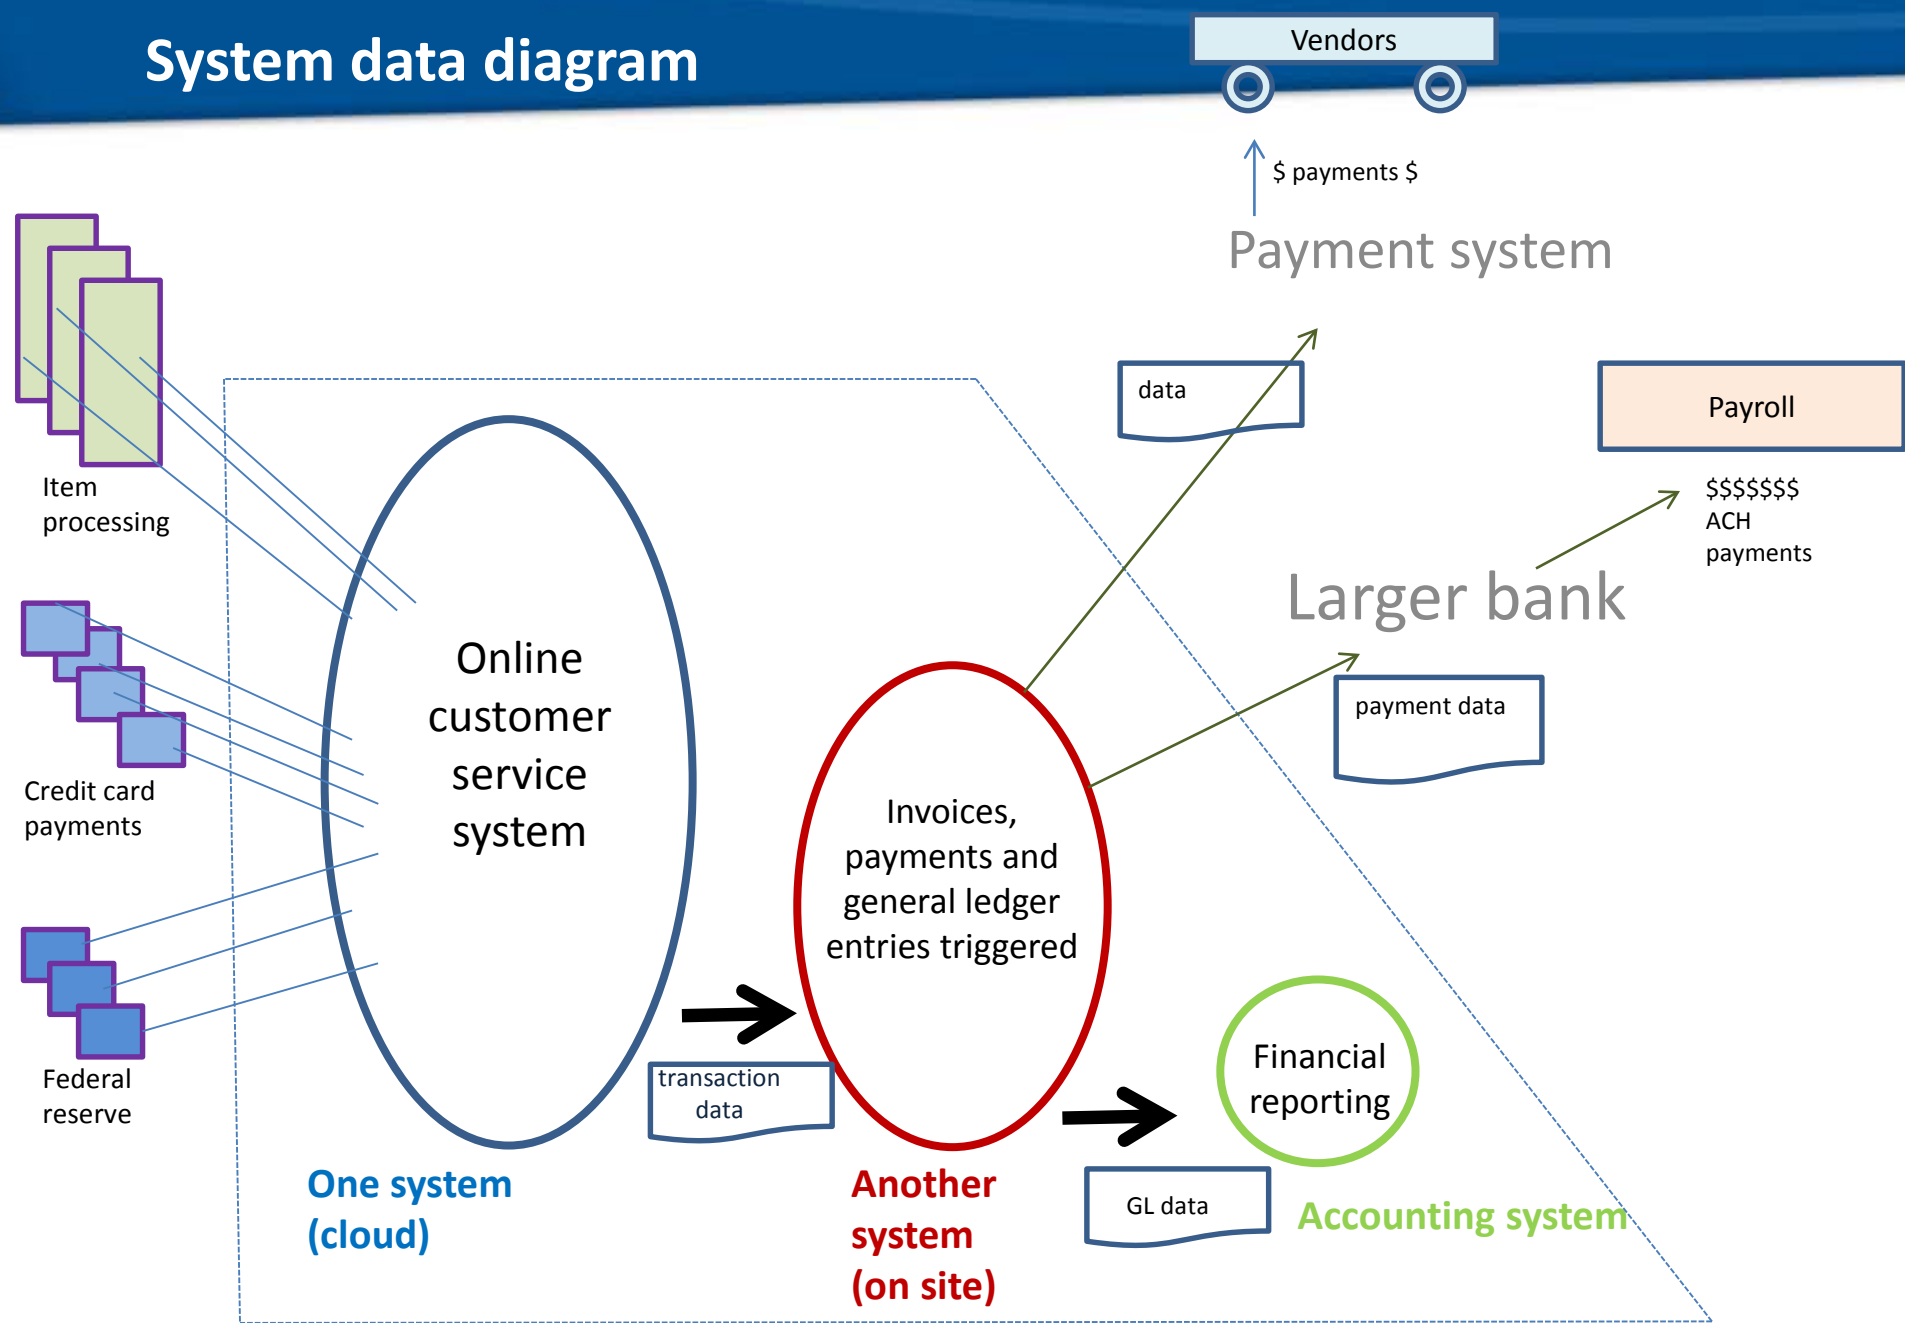 System data diagram
Vendors
$ payments $
Payment system
data
Payroll
$$$$$$$
ACH
payments
Larger bank
payment data
Item
processing
Credit card
payments
Federal
reserve
Online
customer
service
system
transaction
data
One system
(cloud)
Invoices,
payments and
general ledger
entries triggered
Another
system
(on site)
GL data
Financial
reporting
Accounting system